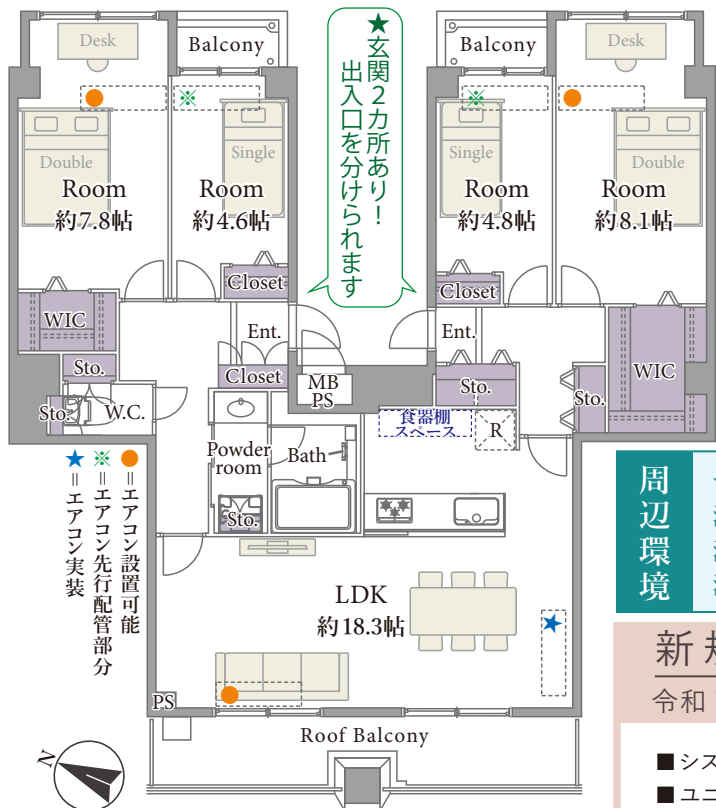 Desk
Balcony
★玄関2カ所あり！
出入口を分けられます
Balcony
Desk
Double
Room
約7.8帖
Single
Room
約4.6帖
Single
Room
約4.8帖
Double
Room
約8.1帖
Closet
Closet
WIC
Ent.
Ent.
WIC
Sto.
Closet
MB
PS
Sto.
Sto.
Sto.
W.C.
食器棚
スペース
R
Powder
room
Bath
Sto.
●=エアコン設置可能
※=エアコン先行配管部分
★=エアコン実装
LDK
約18.3帖
PS
Roof Balcony
N
周辺環境
新規
令和
■シス
■ユニ